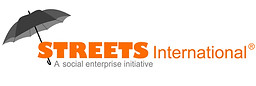 STREETS International®
A social enterprise initiative